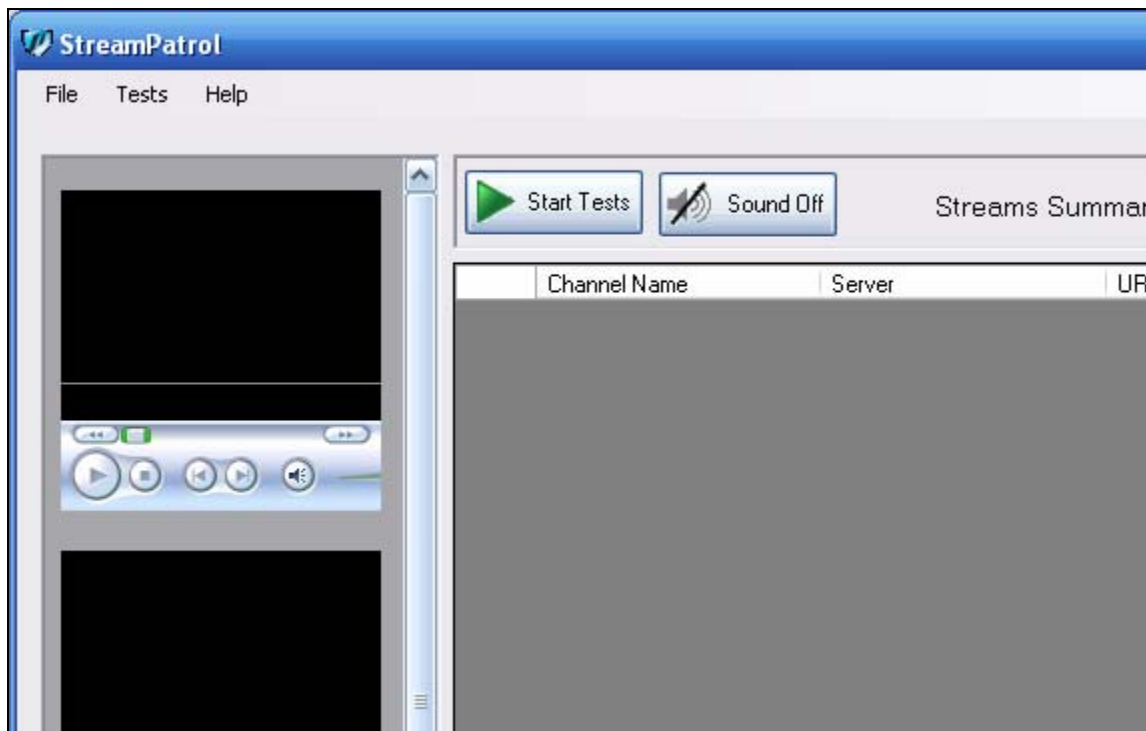 StreamPatrol
File Tests Help
Start Tests Sound Off Streams Summar
Channel Name Server UR